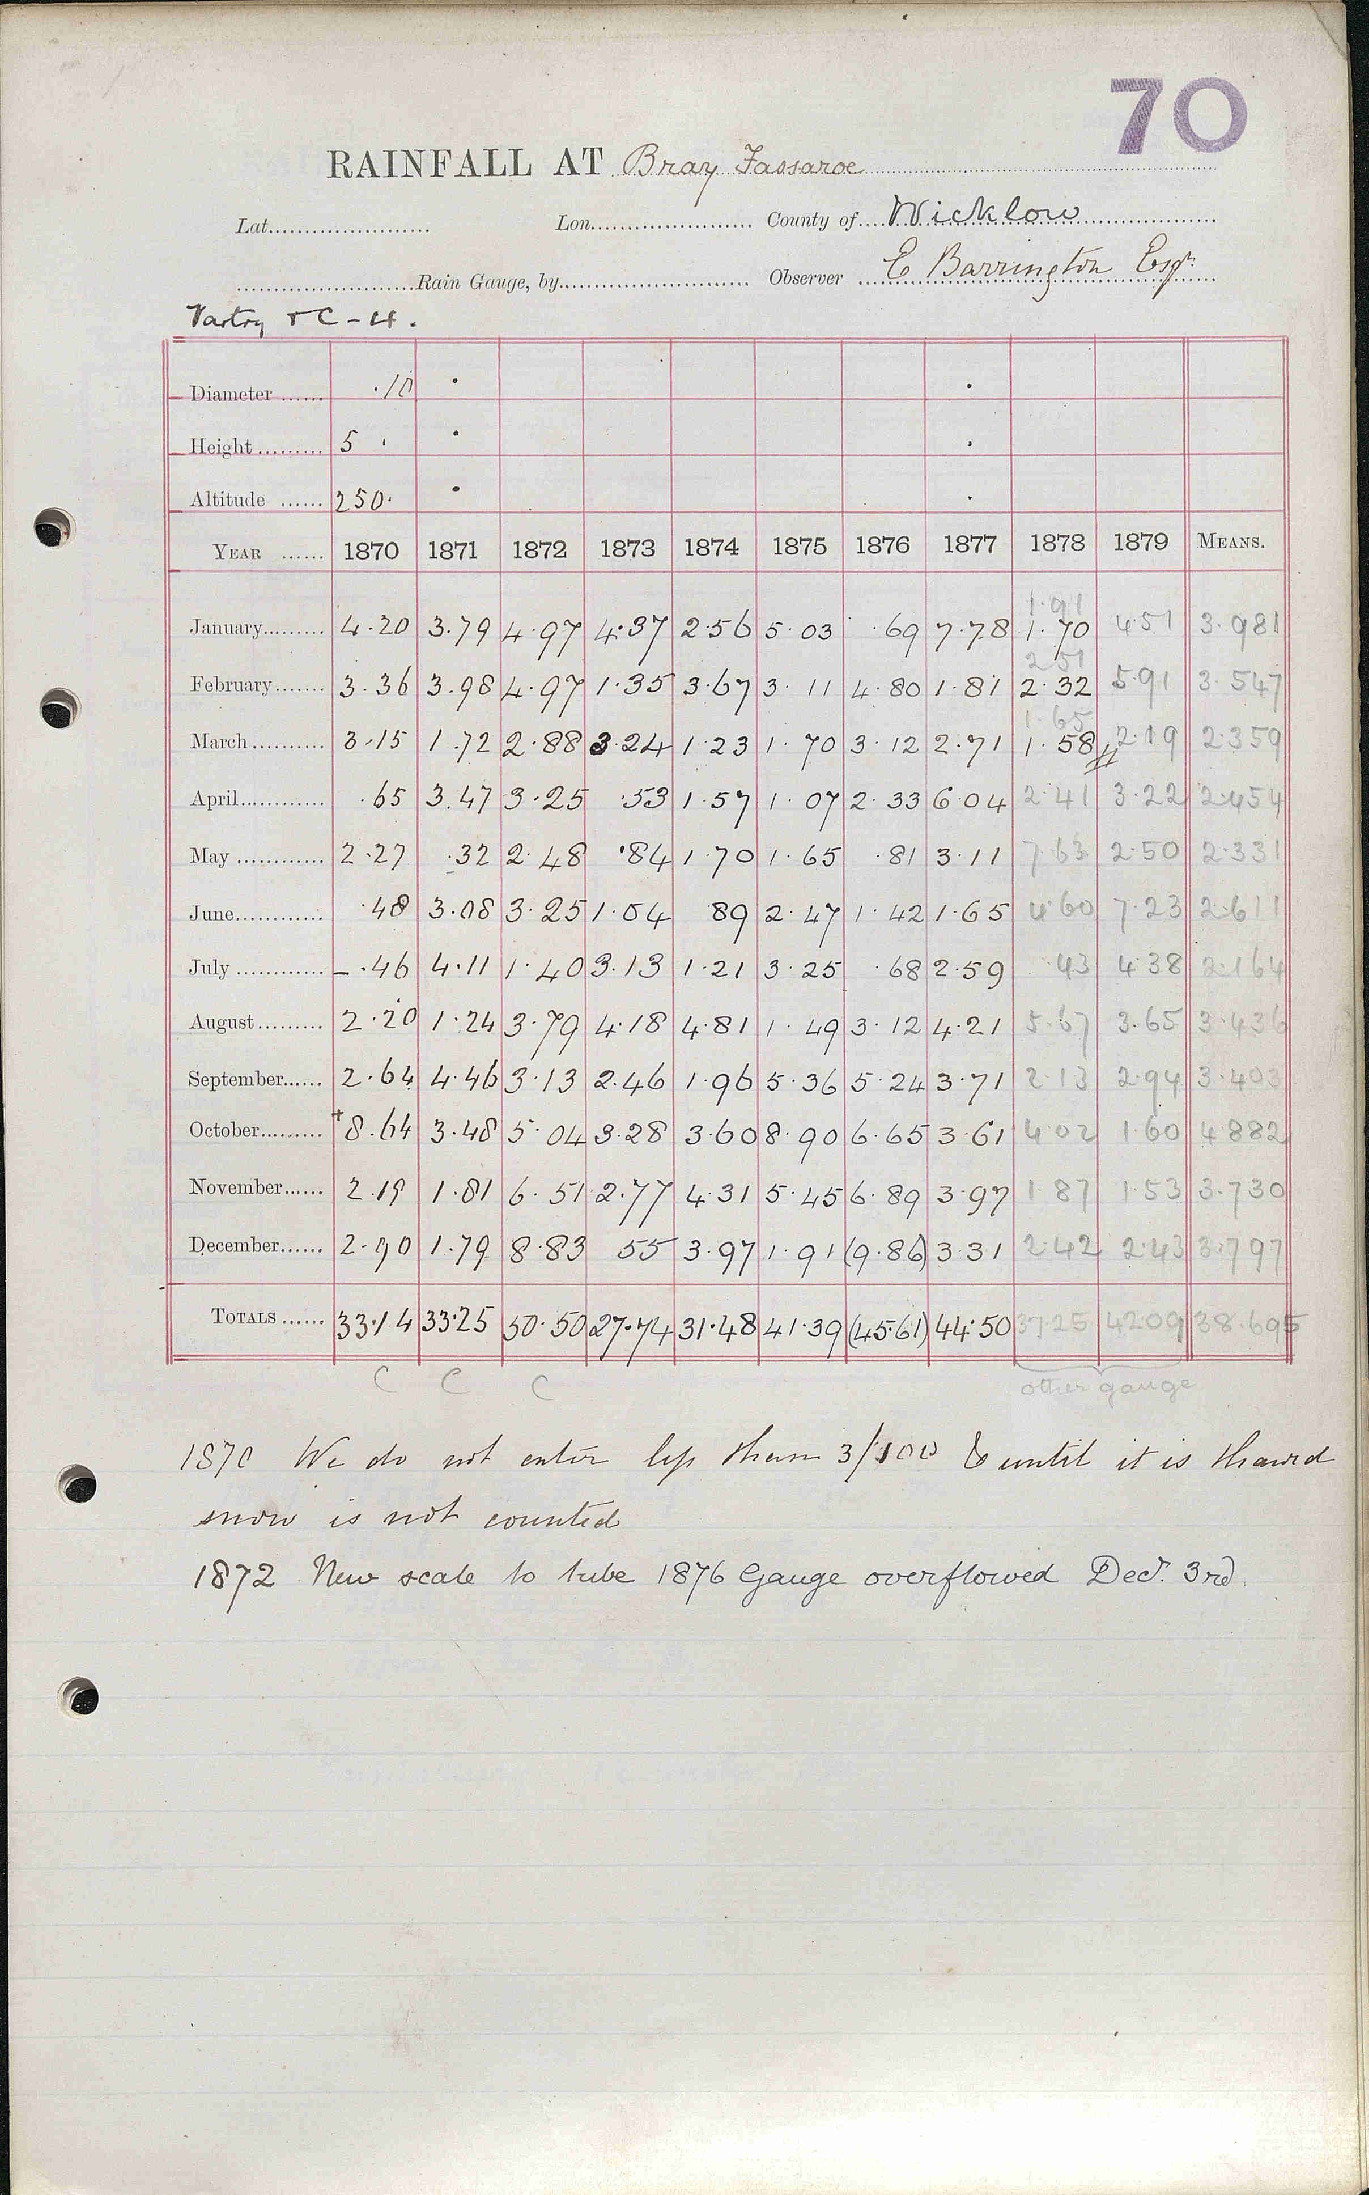 70
RAINFALL AT Bray Fassaroe
Lat. Lon. County of Wicklow
Rain Gauge, by Observer E Barrington Esqr
Vartry + C-4.
Diameter ·10
Height 5 ·
Altitude 250·
YEAR 1870 1871 1872 1873 1874 1875 1876 1877 1878 1879 MEANS.
1·91
January 4·20 3·79 4·97 4·37 2·56 5·03 ·69 7·78 1·70 4·51 3·981
2·51
February 3·36 3·98 4·97 1·35 3·67 3·11 4·80 1·81 2·32 5·91 3·547
1·65
March 3·15 1·72 2·88 3·24 1·23 1·70 3·12 2·71 1·58 2·19 2·359
April ·65 3·47 3·25 ·53 1·57 1·07 2·33 6·04 2·41 3·22 2·454
May 2·27 ·32 2·48 ·84 1·70 1·65 ·81 3·11 7·63 2·50 2·331
June ·48 3·08 3·25 1·04 89 2·47 1·42 1·65 4·60 7·23 2·611
July ·46 4·11 1·40 3·13 1·21 3·25 ·68 2·59 ·43 4·38 2·164
August 2·20 1·24 3·79 4·18 4·81 1·49 3·12 4·21 5·67 3·65 3·436
September 2·64 4·46 3·13 2·46 1·96 5·36 5·24 3·71 2·13 2·94 3·403
October +8·64 3·48 5·04 3·28 3·60 8·90 6·65 3·61 4·02 1·60 4·882
November 2·19 1·81 6·51 2·77 4·31 5·45 6·89 3·97 1·87 1·53 3·730
December 2·90 1·79 8·83 55 3·97 1·91 (9·86) 3·31 2·42 2·43 3·797
TOTALS 33·14 33·25 50·50 27·74 31·48 41·39 (45·61) 44·50 37·25 42·09 38·695
C C C other gauge
1870 We do not enter less than 3/100 & until it is thawed
snow is not counted
1872 New scale to tube 1876 Gauge overflowed Decr. 3rd.